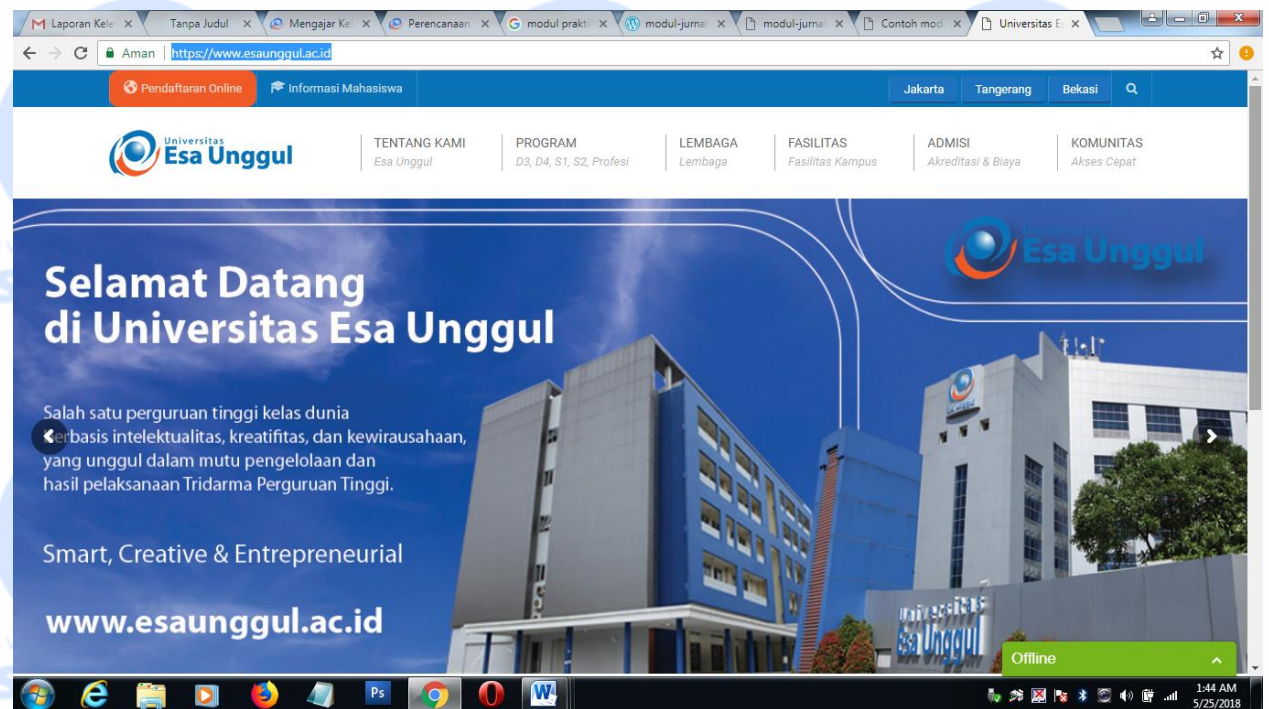 Laporan Kele
Tanpa Judul
Mengajar Ke
Perencanaan
modul prakti
modul-jurnal
modul-jurnal
Contoh mod
Universitas E
Aman
https://www.esaunggul.ac.id
Pendaftaran Online
Informasi Mahasiswa
Jakarta
Tangerang
Bekasi
Universitas
Esa Unggul
TENTANG KAMI
Esa Unggul
PROGRAM
D3, D4, S1, S2, Profesi
LEMBAGA
Lembaga
FASILITAS
Fasilitas Kampus
ADMISI
Akreditasi & Biaya
KOMUNITAS
Akses Cepat
Universitas
Esa Unggul
Selamat Datang
di Universitas Esa Unggul
Salah satu perguruan tinggi kelas dunia
berbasis intelektualitas, kreatifitas, dan kewirausahaan,
yang unggul dalam mutu pengelolaan dan
hasil pelaksanaan Tridarma Perguruan Tinggi.
Smart, Creative & Entrepreneurial
www.esaunggul.ac.id
Universitas
Esa Unggul
Offline
Ps
1:44 AM
5/25/2018